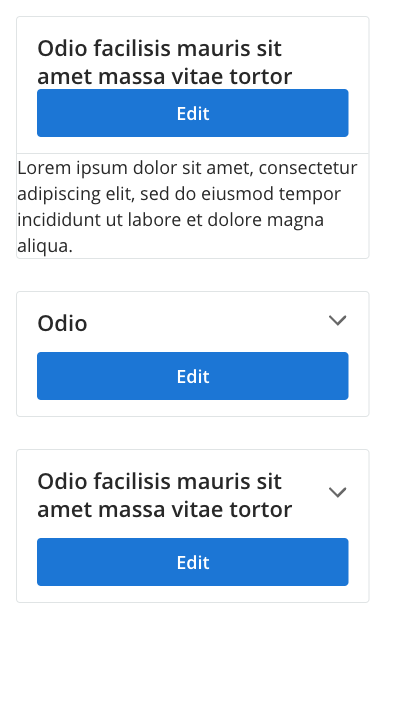 Odio facilisis mauris sit
amet massa vitae tortor
Edit
Lorem ipsum dolor sit amet, consectetur
adipiscing elit, sed do eiusmod tempor
incididunt ut labore et dolore magna
aliqua.
Odio
Edit
Odio facilisis mauris sit
amet massa vitae tortor
Edit